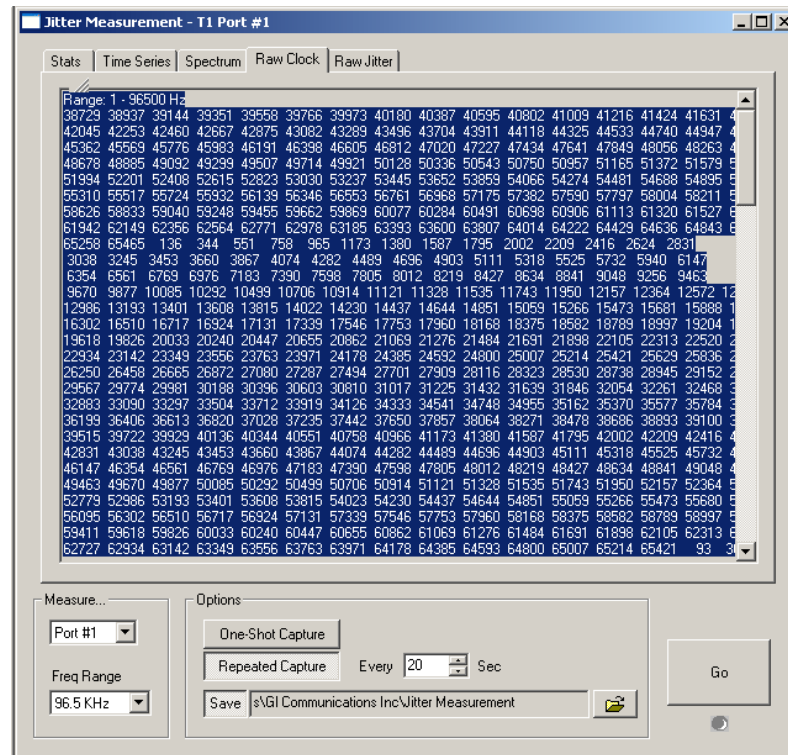 Jitter Measurement - T1 Port #1
Stats Time Series Spectrum Raw Clock Raw Jitter
Range: 1 - 96500 Hz
38729 38937 39144 39351 39558 39766 39973 40180 40387 40595 40802 41009 41216 41424 41631
42045 42253 42460 42667 42875 43082 43289 43496 43704 43911 44118 44325 44533 44740 44947
45362 45569 45776 45983 46191 46398 46605 46812 47020 47227 47434 47641 47849 48056 48263
48678 48885 49092 49299 49507 49714 49921 50128 50336 50543 50750 50957 51165 51372 51579
51994 52201 52408 52615 52823 53030 53237 53445 53652 53859 54066 54274 54481 54688 54895
55310 55517 55724 55932 56139 56346 56553 56761 56968 57175 57382 57590 57797 58004 58211
58626 58833 59040 59248 59455 59662 59869 60077 60284 60491 60698 60906 61113 61320 61527
61942 62149 62356 62564 62771 62978 63185 63393 63600 63807 64014 64222 64429 64636 64843
65258 65465 136 344 551 758 965 1173 1380 1587 1795 2002 2209 2416 2624 2831
3038 3245 3453 3660 3867 4074 4282 4489 4696 4903 5111 5318 5525 5732 5940 6147
6354 6561 6769 6976 7183 7390 7598 7805 8012 8219 8427 8634 8841 9048 9256 9463
9670 9877 10085 10292 10499 10706 10914 11121 11328 11535 11743 11950 12157 12364 12572
12986 13193 13401 13608 13815 14022 14230 14437 14644 14851 15059 15266 15473 15681 15888
16302 16510 16717 16924 17131 17339 17546 17753 17960 18168 18375 18582 18789 18997 19204
19618 19826 20033 20240 20447 20655 20862 21069 21276 21484 21691 21898 22105 22313 22520
22934 23142 23349 23556 23763 23971 24178 24385 24592 24800 25007 25214 25421 25629 25836
26250 26458 26665 26872 27080 27287 27494 27701 27909 28116 28323 28530 28738 28945 29152
29567 29774 29981 30188 30396 30603 30810 31017 31225 31432 31639 31846 32054 32261 32468
32883 33090 33297 33504 33712 33919 34126 34333 34541 34748 34955 35162 35370 35577 35784
36199 36406 36613 36820 37028 37235 37442 37650 37857 38064 38271 38478 38686 38893 39100
39515 39722 39929 40136 40344 40551 40758 40966 41173 41380 41587 41795 42002 42209 42416
42831 43038 43245 43453 43660 43867 44074 44282 44489 44696 44903 45111 45318 45525 45732
46147 46354 46561 46769 46976 47183 47390 47598 47805 48012 48219 48427 48634 48841 49048
49463 49670 49877 50085 50292 50499 50706 50914 51121 51328 51535 51743 51950 52157 52364
52779 52986 53193 53401 53608 53815 54023 54230 54437 54644 54851 55059 55266 55473 55680
56095 56302 56510 56717 56924 57131 57339 57546 57753 57960 58168 58375 58582 58789 58997
59411 59618 59826 60033 60240 60447 60655 60862 61069 61276 61484 61691 61898 62105 62313
62727 62934 63142 63349 63556 63763 63971 64178 64385 64593 64800 65007 65214 65421 93
Measure...
Port #1
Freq Range
96.5 KHz
Options
One-Shot Capture
Repeated Capture Every 20 Sec
Save s\GI Communications Inc\Jitter Measurement
Go